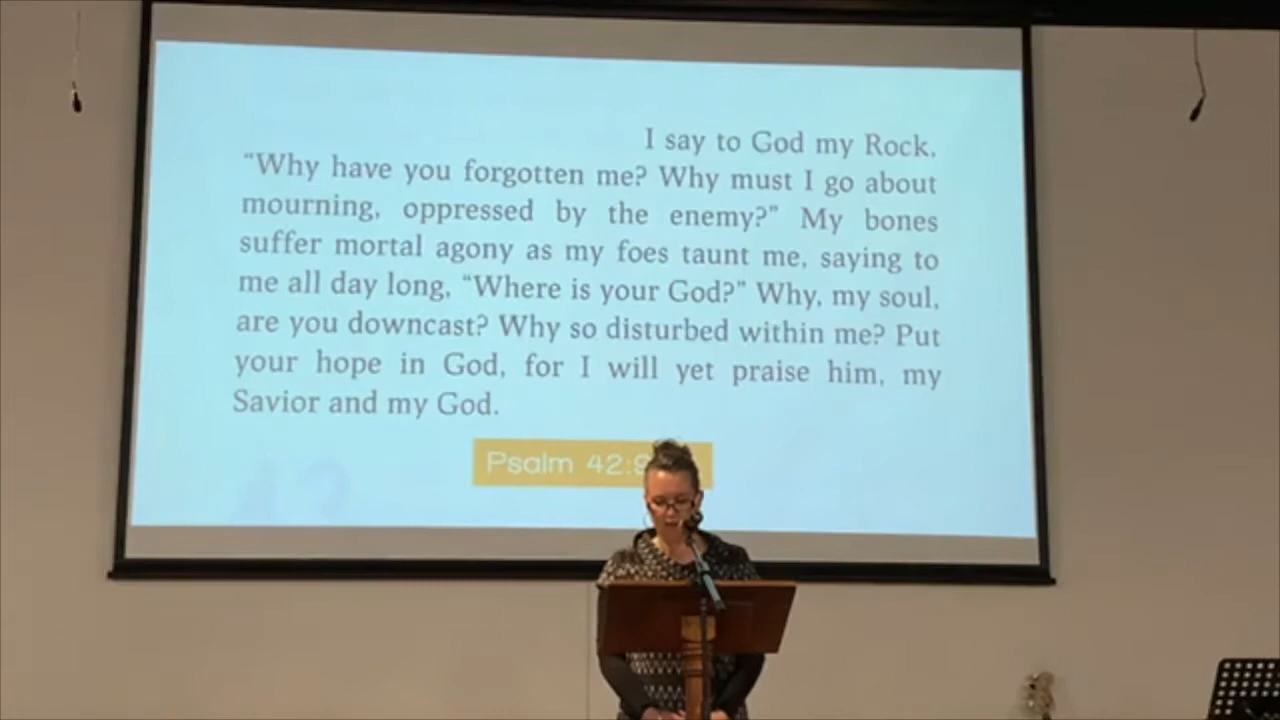 I say to God my Rock,
“Why have you forgotten me? Why must I go about
mourning, oppressed by the enemy?” My bones
suffer mortal agony as my foes taunt me, saying to
me all day long, “Where is your God?” Why, my soul,
are you downcast? Why so disturbed within me? Put
your hope in God, for I will yet praise him, my
Savior and my God.
Psalm 42:9
42